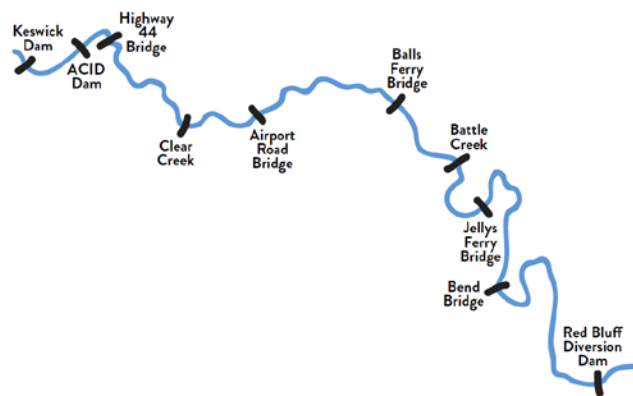 Keswick
Dam
ACID
Dam
Highway
44
Bridge
Clear
Creek
Airport
Road
Bridge
Balls
Ferry
Bridge
Battle
Creek
Jellys
Ferry
Bridge
Bend
Bridge
Red Bluff
Diversion
Dam